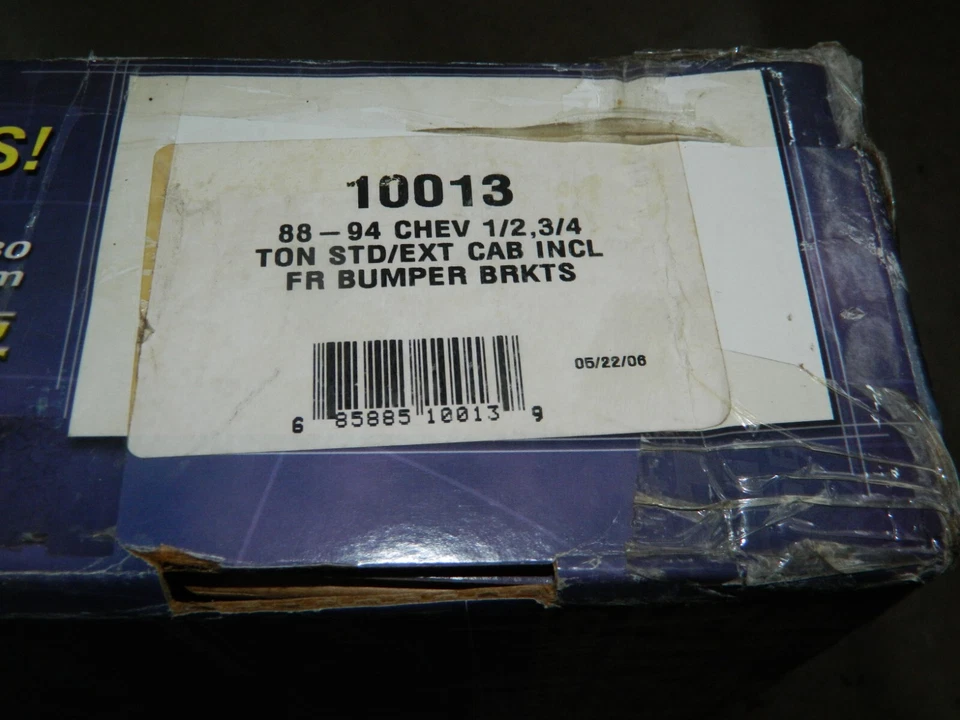 S!
10013
88-94 CHEV 1/2,3/4
TON STD/EXT CAB INCL
FR BUMPER BRKTS
05/22/06
6 85885 10013 9